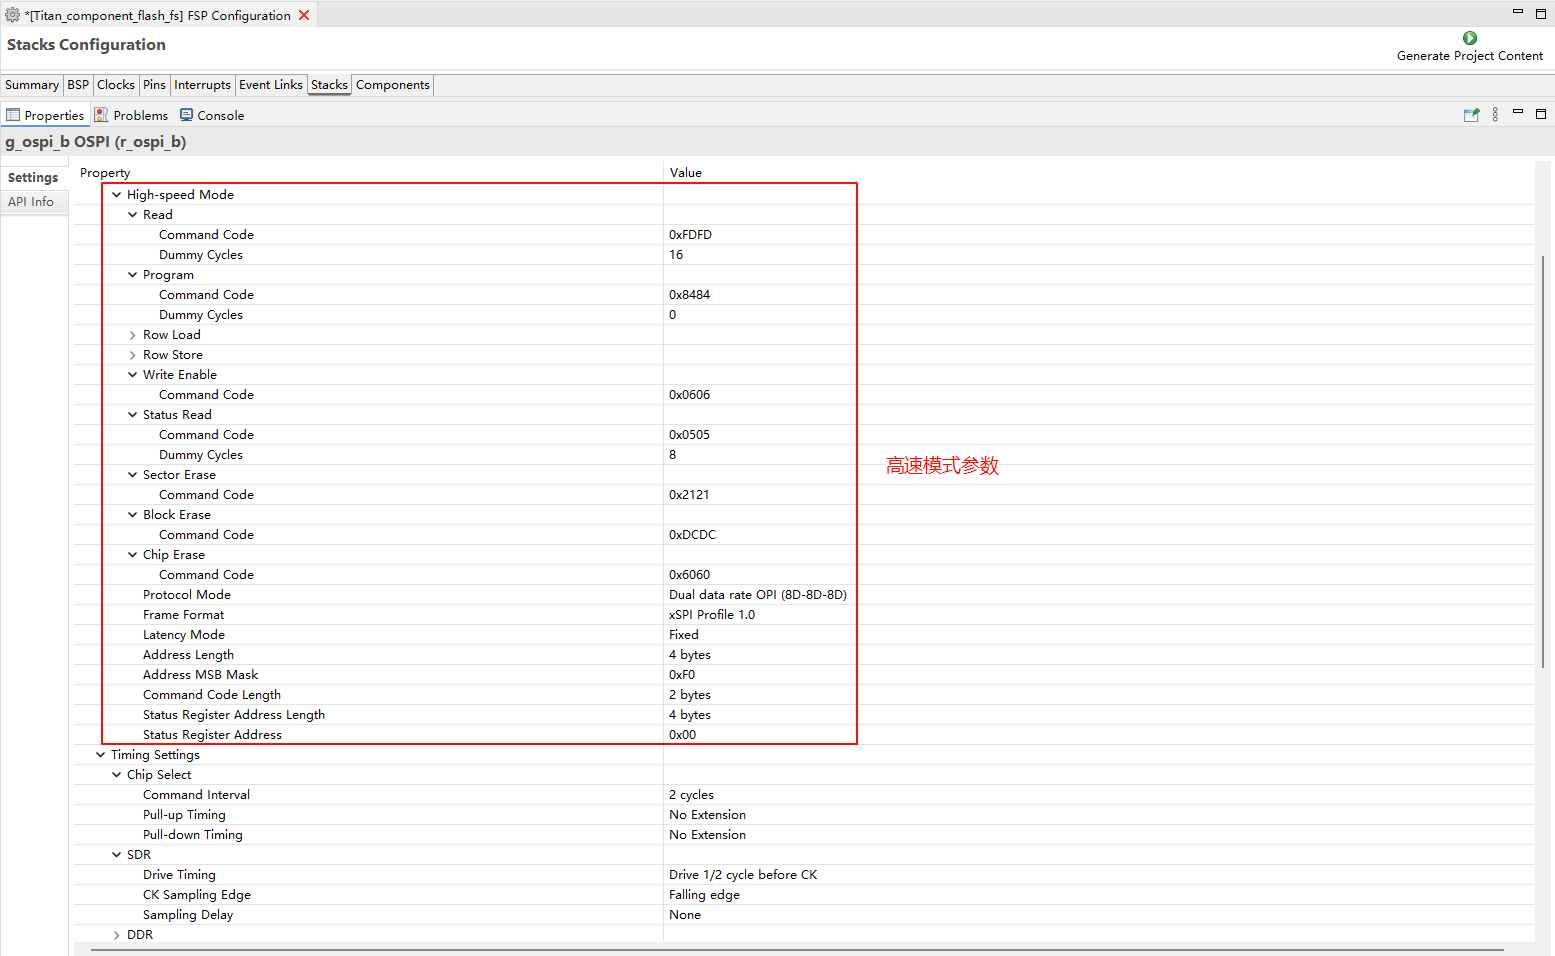 *[Titan_component_flash_fs] FSP Configuration
Stacks Configuration
Generate Project Content
Summary BSP Clocks Pins Interrupts Event Links Stacks Components
Properties Problems Console
g_ospi_b OSPI (r_ospi_b)
Settings
API Info
Property Value
High-speed Mode
Read
Command Code 0xFDFD
Dummy Cycles 16
Program
Command Code 0x8484
Dummy Cycles 0
Row Load
Row Store
Write Enable
Command Code 0x0606
Status Read
Command Code 0x0505
Dummy Cycles 8
高速模式参数
Sector Erase
Command Code 0x2121
Block Erase
Command Code 0xDCDC
Chip Erase
Command Code 0x6060
Protocol Mode Dual data rate OPI (8D-8D-8D)
Frame Format xSPI Profile 1.0
Latency Mode Fixed
Address Length 4 bytes
Address MSB Mask 0xF0
Command Code Length 2 bytes
Status Register Address Length 4 bytes
Status Register Address 0x00
Timing Settings
Chip Select
Command Interval 2 cycles
Pull-up Timing No Extension
Pull-down Timing No Extension
SDR
Drive Timing Drive 1/2 cycle before CK
CK Sampling Edge Falling edge
Sampling Delay None
DDR